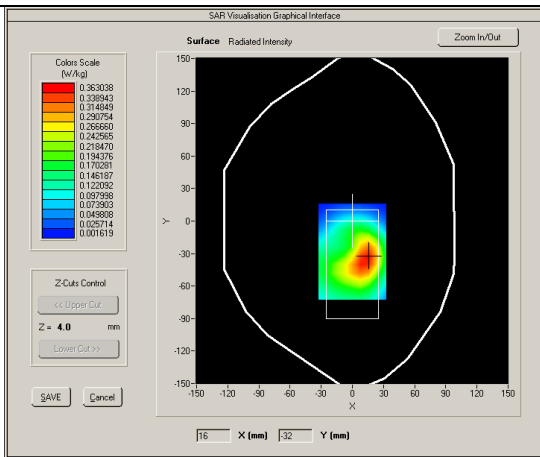 SAR Visualisation Graphical Interface
Surface Radiated Intensity
Zoom In/Out
Colors Scale
(W/kg)
0.363038
0.338943
0.314849
0.290754
0.266660
0.242565
0.218470
0.194376
0.170281
0.146187
0.122092
0.097998
0.073903
0.049808
0.025714
0.001619
Z-Cuts Control
<< Upper Cut
Z = 4.0 mm
Lower Cut >>
SAVE Cancel
150-
120-
90-
60-
30-
Y 0-
-30-
-60-
-90-
-120-
-150-
-150 -120 -90 -60 -30 0 30 60 90 120 150
X
16 X (mm) -32 Y (mm)